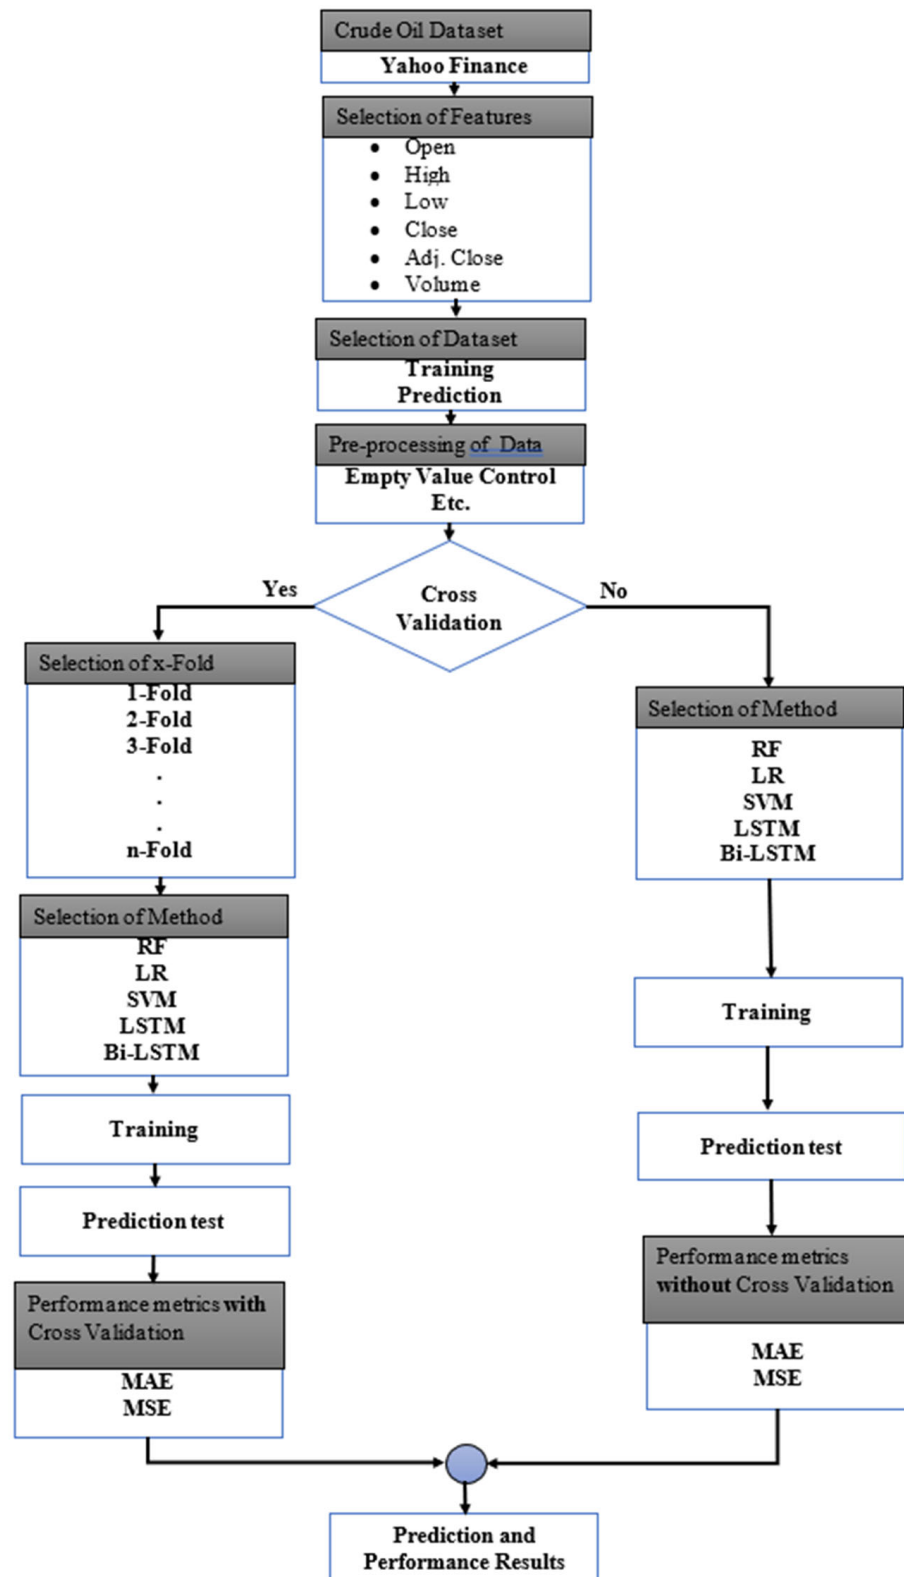 Crude Oil Dataset
Yahoo Finance
Selection of Features
• Open
• High
• Low
• Close
• Adj. Close
• Volume
Selection of Dataset
Training
Prediction
Pre-processing of Data
Empty Value Control
Etc.
Cross
Validation
Yes
No
Selection of x-Fold
1-Fold
2-Fold
3-Fold
.
.
.
n-Fold
Selection of Method
RF
LR
SVM
LSTM
Bi-LSTM
Training
Prediction test
Performance metrics with
Cross Validation
MAE
MSE
Selection of Method
RF
LR
SVM
LSTM
Bi-LSTM
Training
Prediction test
Performance metrics
without Cross Validation
MAE
MSE
Prediction and
Performance Results